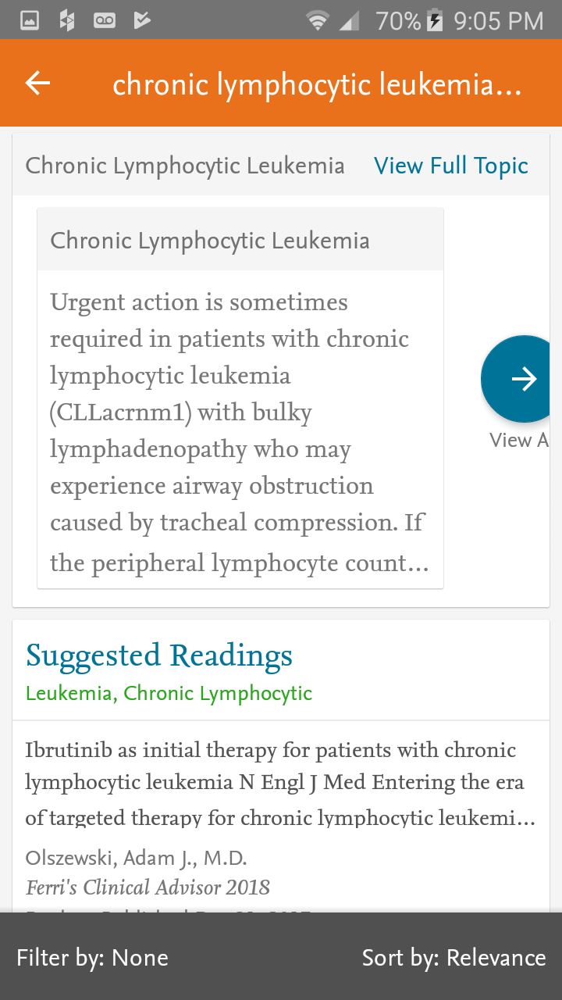 70% 9:05 PM
chronic lymphocytic leukemia...
Chronic Lymphocytic Leukemia View Full Topic
Chronic Lymphocytic Leukemia
Urgent action is sometimes
required in patients with chronic
lymphocytic leukemia
(CLLacrnm1) with bulky
lymphadenopathy who may
experience airway obstruction
caused by tracheal compression. If
the peripheral lymphocyte count...
View A
Suggested Readings
Leukemia, Chronic Lymphocytic
Ibrutinib as initial therapy for patients with chronic
lymphocytic leukemia N Engl J Med Entering the era
of targeted therapy for chronic lymphocytic leukemi...
Olszewski, Adam J., M.D.
Ferri's Clinical Advisor 2018
Filter by: None Sort by: Relevance